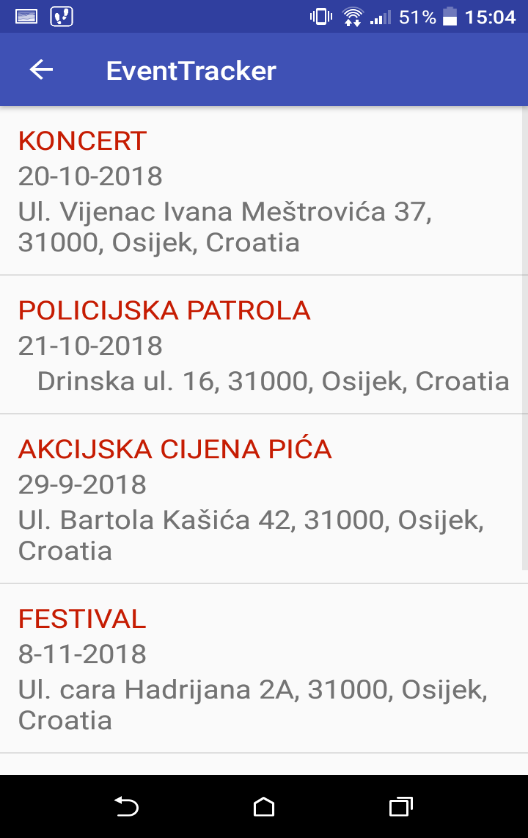 51% 15:04
EventTracker
KONCERT
20-10-2018
Ul. Vijenac Ivana Meštrovića 37,
31000, Osijek, Croatia
POLICIJSKA PATROLA
21-10-2018
Drinska ul. 16, 31000, Osijek, Croatia
AKCIJSKA CIJENA PIĆA
29-9-2018
Ul. Bartola Kašića 42, 31000, Osijek,
Croatia
FESTIVAL
8-11-2018
Ul. cara Hadrijana 2A, 31000, Osijek,
Croatia